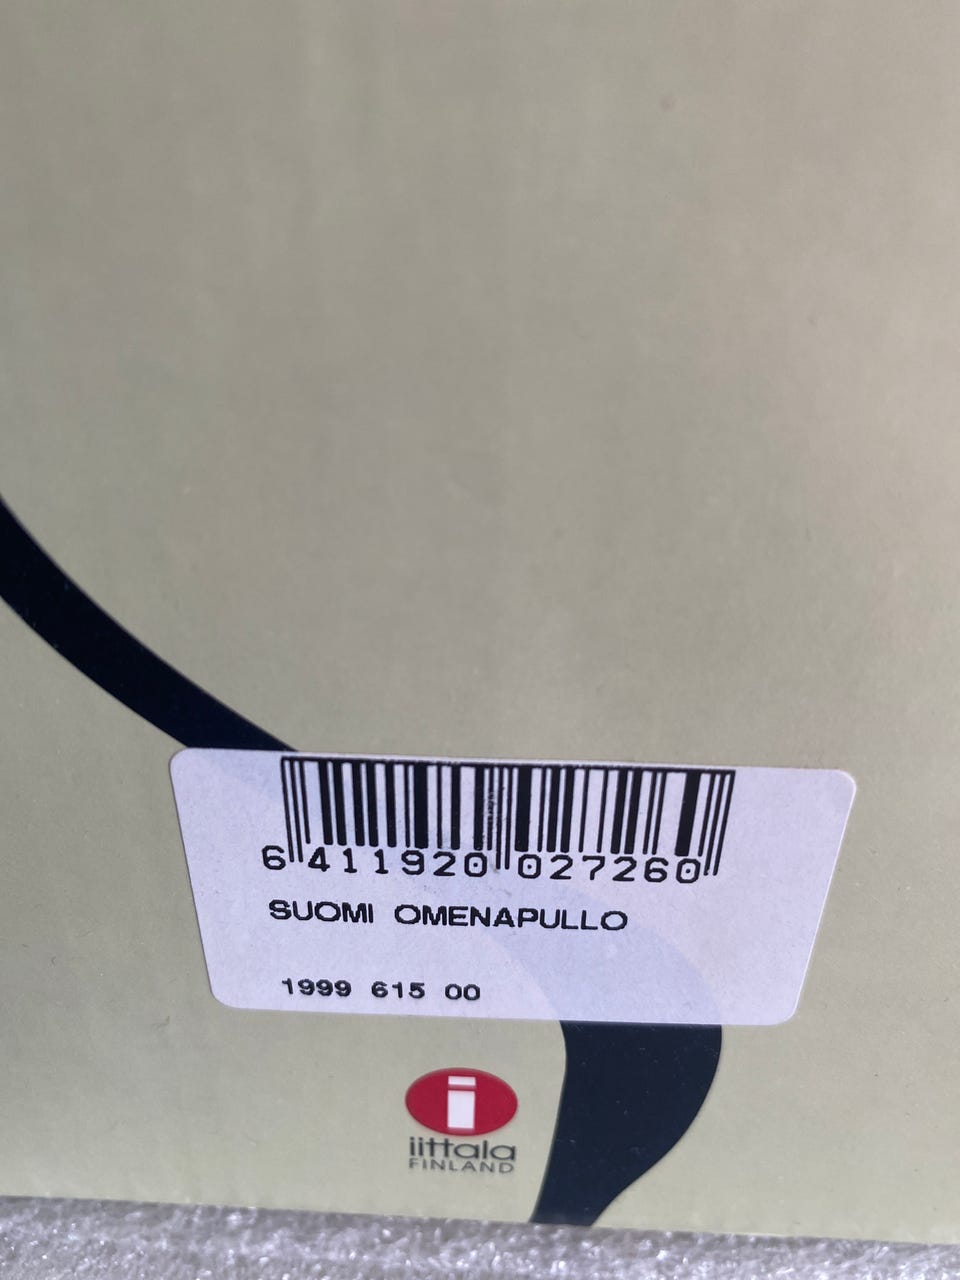 6 411920 027260
SUOMI OMENAPULLO
1999 615 00
i
iittala
FINLAND